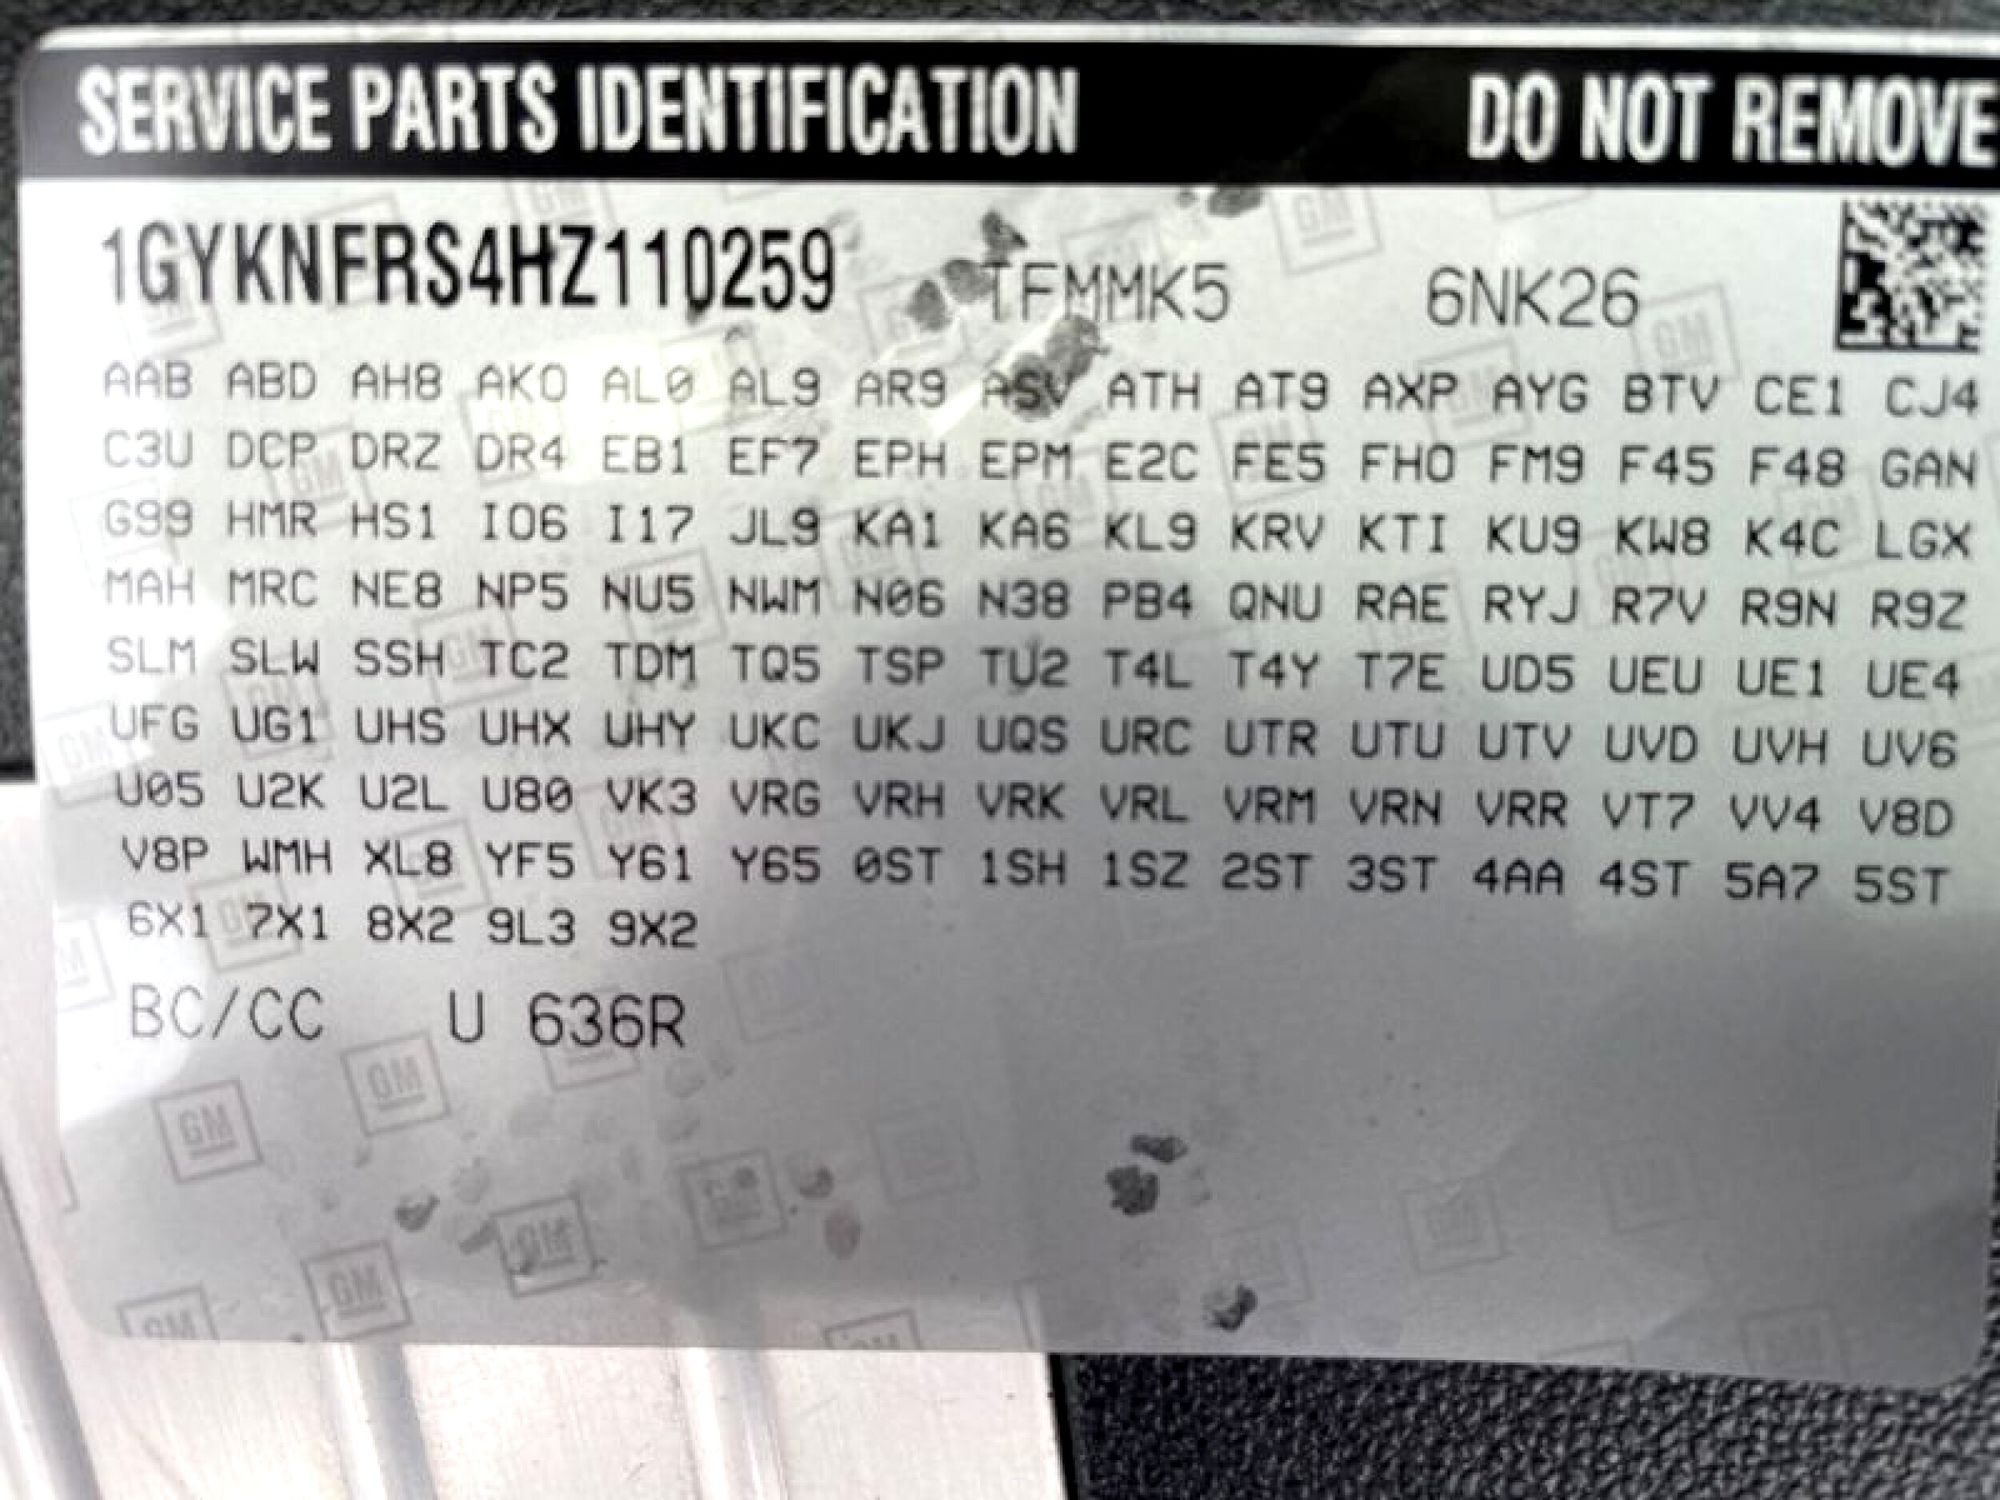 SERVICE PARTS IDENTIFICATION DO NOT REMOVE
1GYKNFRS4HZ110259 TFMMK5 6NK26
AAB ABD AH8 AKO AL0 AL9 AR9 ASV ATH AT9 AXP AYG BTV CE1 CJ4
C3U DCP DRZ DR4 EB1 EF7 EPH EPM E2C FE5 FHO FM9 F45 F48 GAN
G99 HMR HS1 IO6 I17 JL9 KA1 KA6 KL9 KRV KTI KU9 KW8 K4C LGX
MAH MRC NE8 NP5 NU5 NWM N06 N38 PB4 QNU RAE RYJ R7V R9N R9Z
SLM SLW SSH TC2 TDM TQ5 TSP TU2 T4L T4Y T7E UD5 UEU UE1 UE4
UFG UG1 UHS UHX UHY UKC UKJ UQS URC UTR UTU UTV UVD UVH UV6
U05 U2K U2L U80 VK3 VRG VRH VRK VRL VRM VRN VRR VT7 VV4 V8D
V8P WMH XL8 YF5 Y61 Y65 0ST 1SH 1SZ 2ST 3ST 4AA 4ST 5A7 5ST
6X1 7X1 8X2 9L3 9X2
BC/CC U 636R
GM
GM
GM
GM
GM